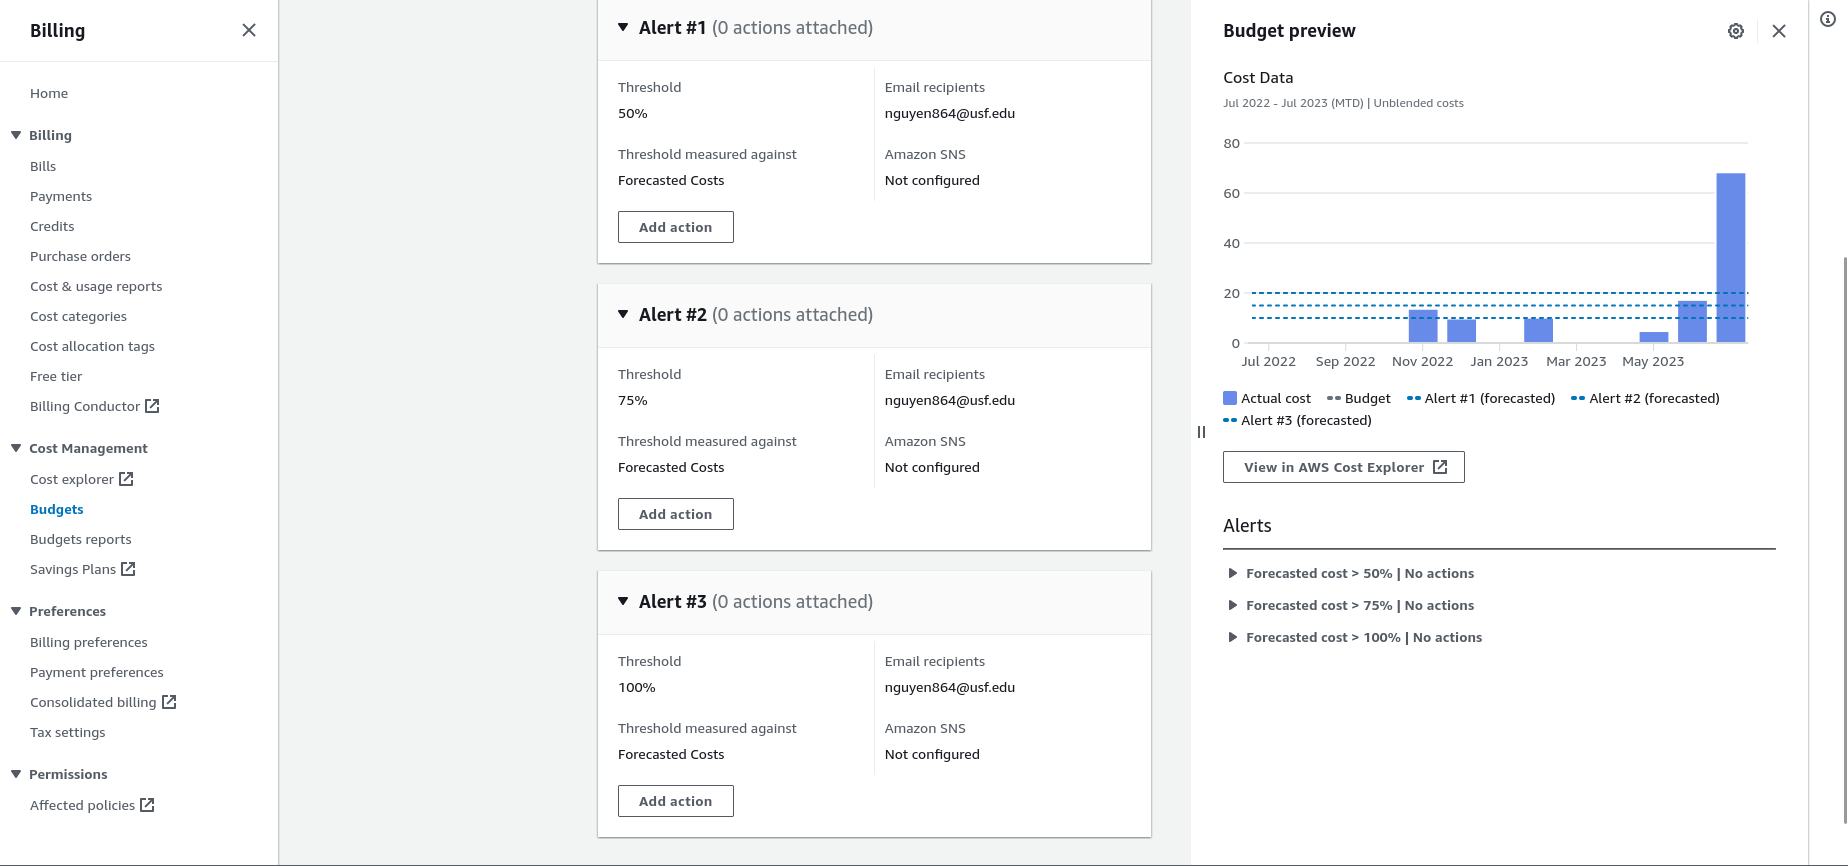 Billing
Home
Billing
Bills
Payments
Credits
Purchase orders
Cost & usage reports
Cost categories
Cost allocation tags
Free tier
Billing Conductor
Cost Management
Cost explorer
Budgets
Budgets reports
Savings Plans
Preferences
Billing preferences
Payment preferences
Consolidated billing
Tax settings
Permissions
Affected policies
Alert #1 (0 actions attached)
Threshold
50%
Email recipients
nguyen864@usf.edu
Threshold measured against
Forecasted Costs
Amazon SNS
Not configured
Add action
Alert #2 (0 actions attached)
Threshold
75%
Email recipients
nguyen864@usf.edu
Threshold measured against
Forecasted Costs
Amazon SNS
Not configured
Add action
Alert #3 (0 actions attached)
Threshold
100%
Email recipients
nguyen864@usf.edu
Threshold measured against
Forecasted Costs
Amazon SNS
Not configured
Add action
Budget preview
Cost Data
Jul 2022 - Jul 2023 (MTD) | Unblended costs
80
60
40
20
0
Jul 2022 Sep 2022 Nov 2022 Jan 2023 Mar 2023 May 2023
Actual cost Budget Alert #1 (forecasted) Alert #2 (forecasted)
Alert #3 (forecasted)
View in AWS Cost Explorer
Alerts
Forecasted cost > 50% | No actions
Forecasted cost > 75% | No actions
Forecasted cost > 100% | No actions